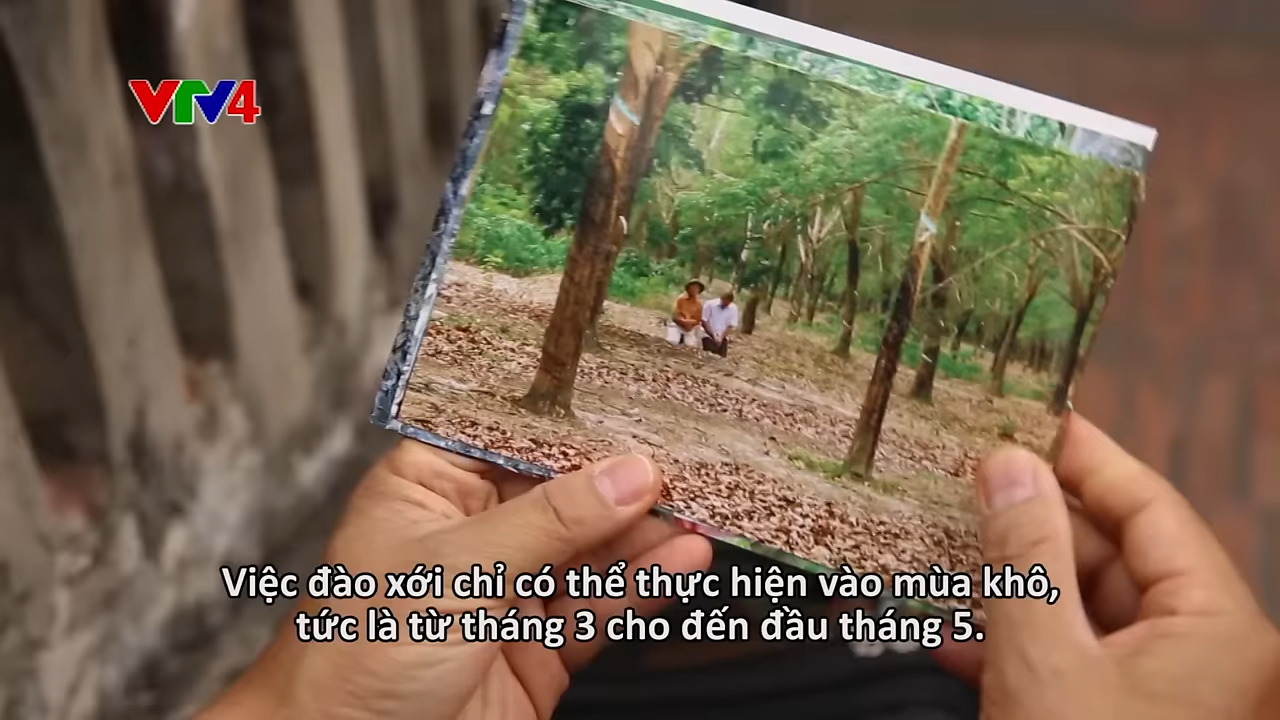 VTV4
Việc đào xới chỉ có thể thực hiện vào mùa khô,
tức là từ tháng 3 cho đến đầu tháng 5.